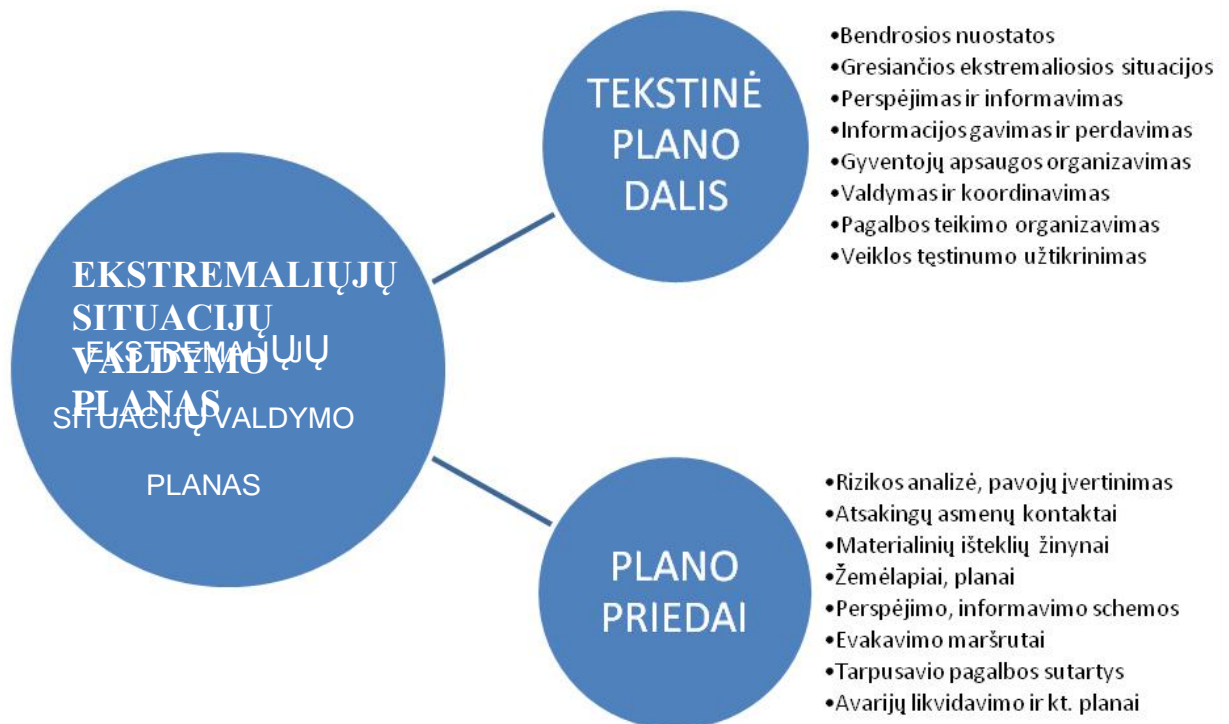 EKSTREMALIŲJŲ
SITUACIJŲ
VALDYMO
PLANAS
EKSTREMALIŲJŲ
SITUACIJŲ VALDYMO
PLANAS
TEKSTINĖ
PLANO
DALIS
•Bendrosios nuostatos
•Gresiančios ekstremaliosios situacijos
•Perspėjimas ir informavimas
•Informacijos gavimas ir perdavimas
•Gyventojų apsaugos organizavimas
•Valdymas ir koordinavimas
•Pagalbos teikimo organizavimas
•Veiklos tęstinumo užtikrinimas
PLANO
PRIEDAI
•Rizikos analizė, pavojų įvertinimas
•Atsakingų asmenų kontaktai
•Materialinių išteklių žinynai
•Žemėlapiai, planai
•Perspėjimo, informavimo schemos
•Evakavimo maršrutai
•Tarpusavio pagalbos sutartys
•Avarijų likvidavimo ir kt. planai